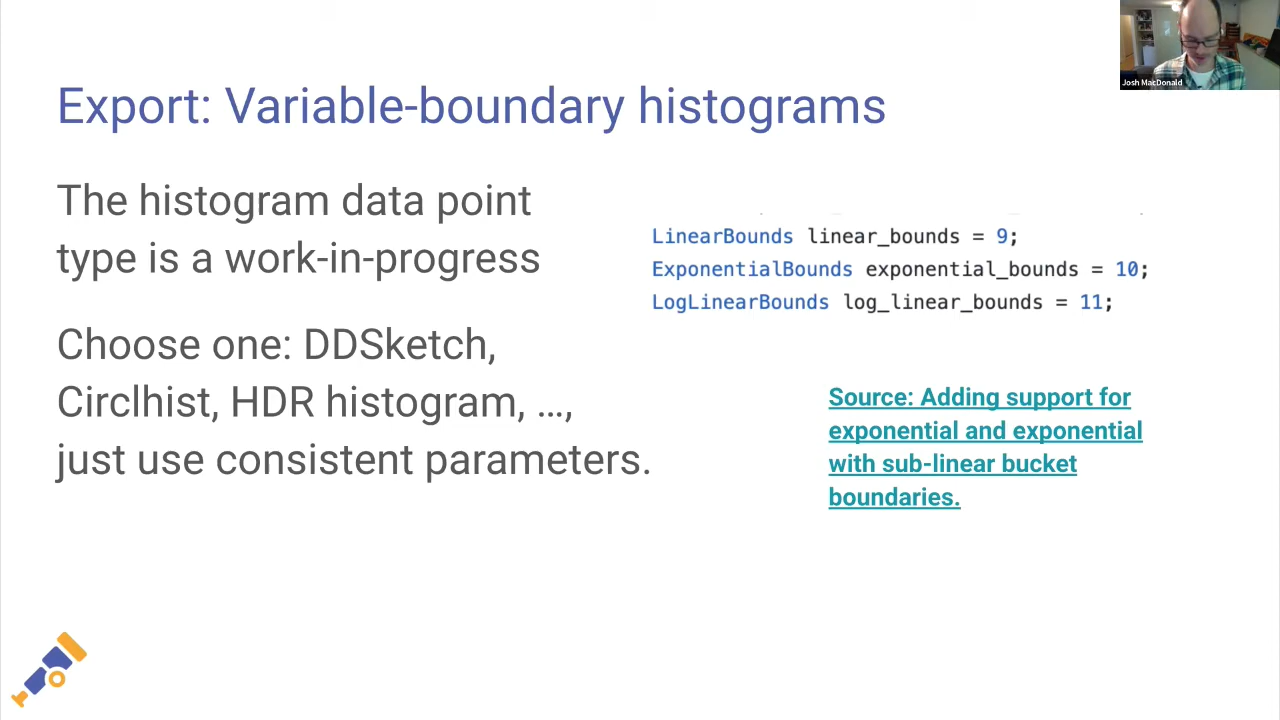 Josh MacDonald
Export: Variable-boundary histograms
The histogram data point
type is a work-in-progress
Choose one: DDSketch,
Circlhist, HDR histogram, …,
just use consistent parameters.
LinearBounds linear_bounds = 9;
ExponentialBounds exponential_bounds = 10;
LogLinearBounds log_linear_bounds = 11;
Source: Adding support for
exponential and exponential
with sub-linear bucket
boundaries.